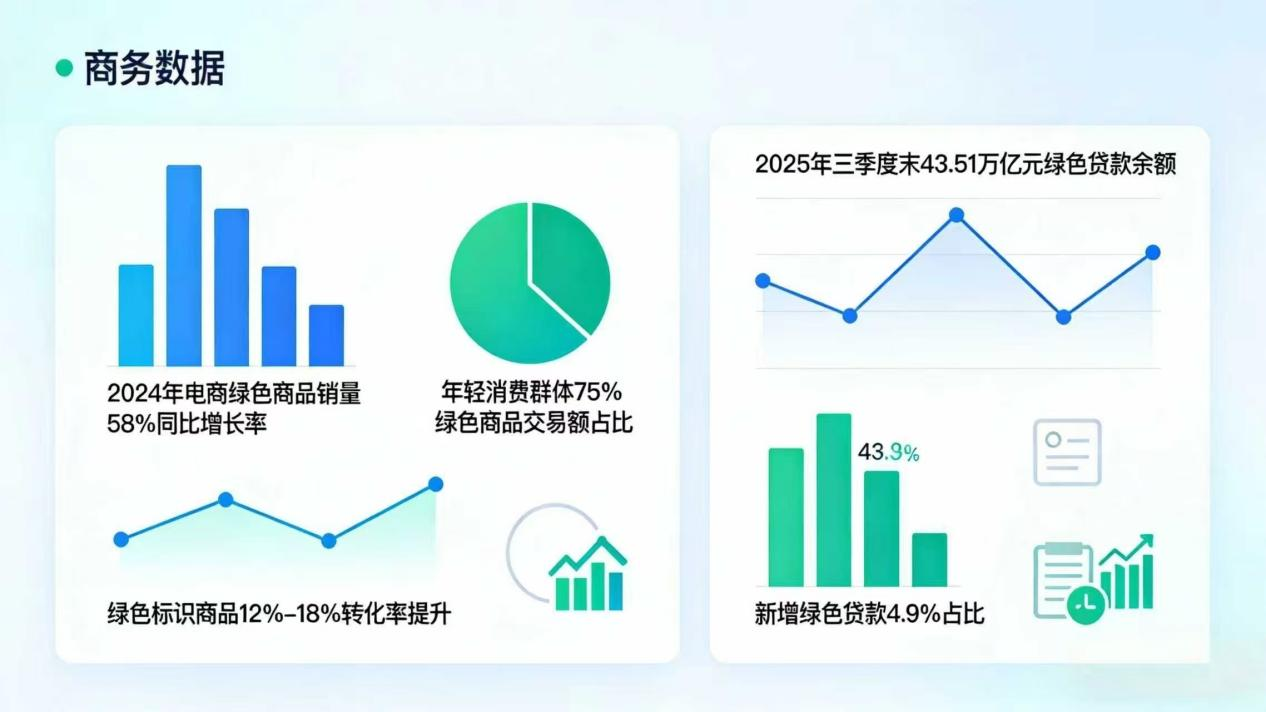 商务数据
2024年电商绿色商品销量
58%同比增长率
年轻消费群体75%
绿色商品交易额占比
绿色标识商品12%–18%转化率提升
2025年三季度末43.51万亿元绿色贷款余额
43.9%
新增绿色贷款4.9%占比